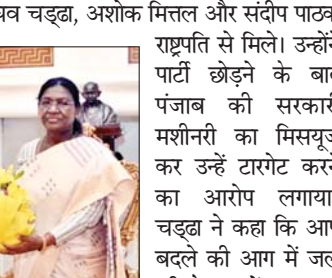 चड्ढा, अशोक मित्तल और संदीप पाठक
राष्ट्रपति से मिले। उन्होंने
पार्टी छोड़ने के बाद
पंजाब की सरकारी
मशीनरी का मिसयूज
कर उन्हें टारगेट करने
का आरोप लगाया।
चड्ढा ने कहा कि आप
बदले की आग में जल